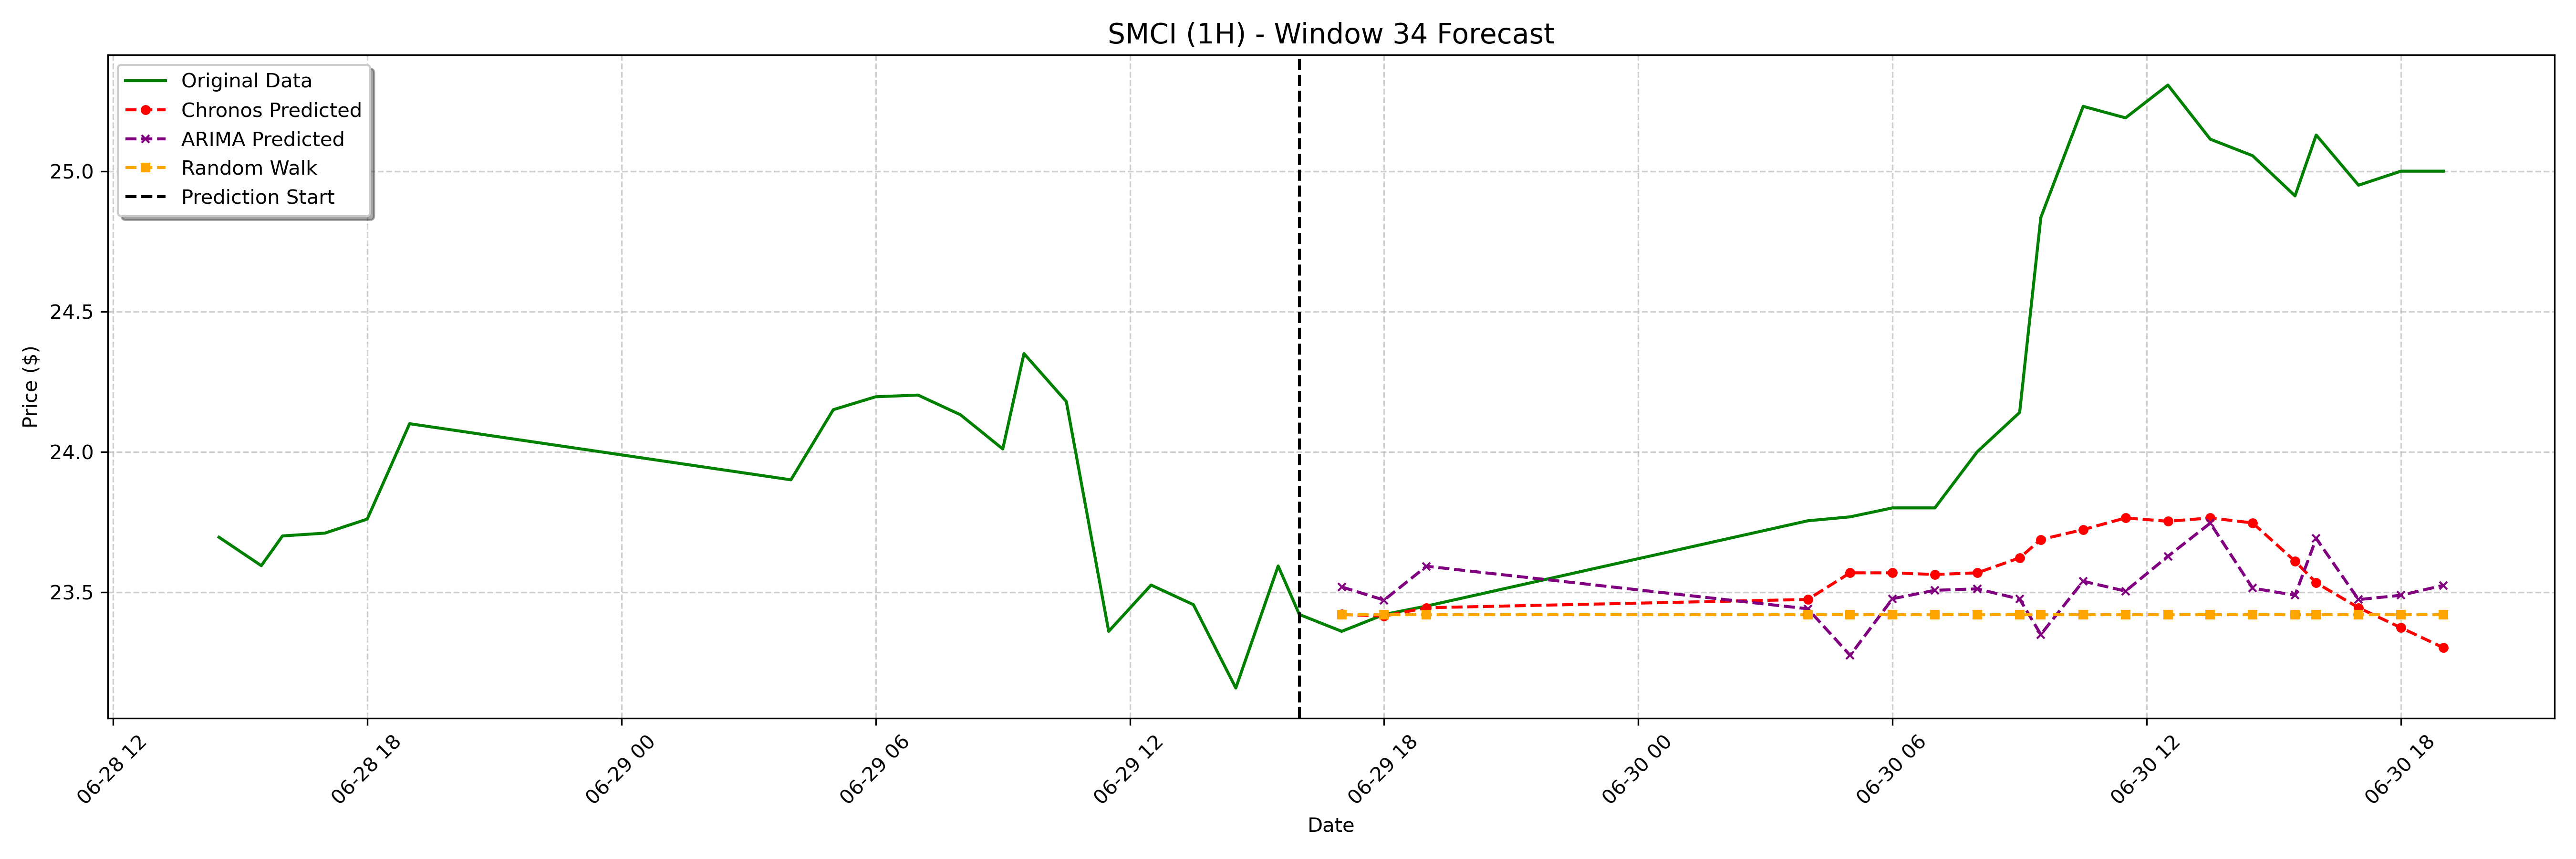 SMCI (1H) - Window 34 Forecast
Original Data
Chronos Predicted
ARIMA Predicted
Random Walk
Prediction Start
Price ($)
25.0
24.5
24.0
23.5
06-28 12
06-28 18
06-29 00
06-29 06
06-29 12
06-29 18
06-30 00
06-30 06
06-30 12
06-30 18
Date